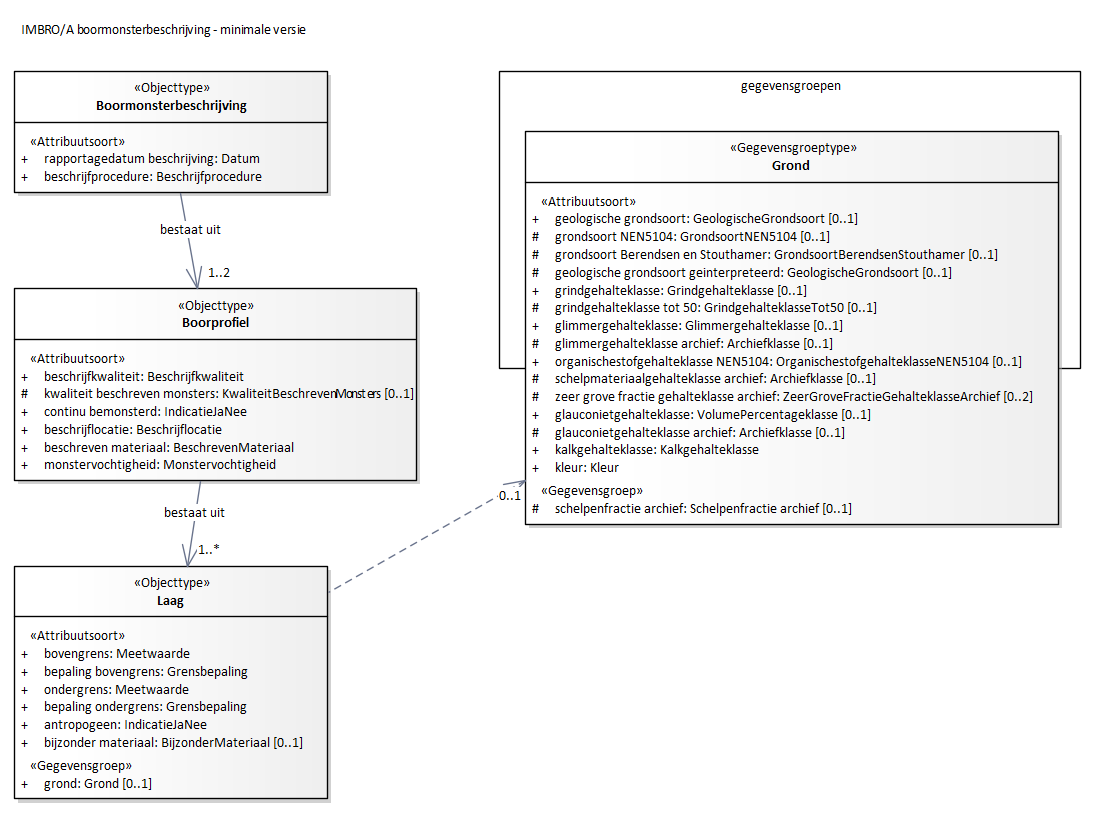 IMBRO/A boormonsterbeschrijving - minimale versie
«Objecttype»
Boormonsterbeschrijving
«Attribuutsoort»
+ rapportagedatum beschrijving: Datum
+ beschrijfprocedure: Beschrijfprocedure
bestaat uit
1..2
«Objecttype»
Boorprofiel
«Attribuutsoort»
+ beschrijfkwaliteit: Beschrijfkwaliteit
# kwaliteit beschreven monsters: KwaliteitBeschrevenMonsters [0..1]
+ continu bemonsterd: IndicatieJaNee
+ beschrijflocatie: Beschrijflocatie
+ beschreven materiaal: BeschrevenMateriaal
+ monstervochtigheid: Monstervochtigheid
bestaat uit
1..*
«Objecttype»
Laag
«Attribuutsoort»
+ bovengrens: Meetwaarde
+ bepaling bovengrens: Grensbepaling
+ ondergrens: Meetwaarde
+ bepaling ondergrens: Grensbepaling
+ antropogeen: IndicatieJaNee
+ bijzonder materiaal: BijzonderMateriaal [0..1]
«Gegevensgroep»
+ grond: Grond [0..1]
0..1
gegevensgroepen
«Gegevensgroeptype»
Grond
«Attribuutsoort»
+ geologische grondsoort: GeologischeGrondsoort [0..1]
# grondsoort NEN5104: GrondsoortNEN5104 [0..1]
# grondsoort Berendsen en Stouthamer: GrondsoortBerendsenStouthamer [0..1]
# geologische grondsoort geinterpreteerd: GeologischeGrondsoort [0..1]
+ grindgehalteklasse: Grindgehalteklasse [0..1]
# grindgehalteklasse tot 50: GrindgehalteklasseTot50 [0..1]
+ glimmergehalteklasse: Glimmergehalteklasse [0..1]
# glimmergehalteklasse archief: Archiefklasse [0..1]
+ organischestofgehalteklasse NEN5104: OrganischestofgehalteklasseNEN5104 [0..1]
# schelpmateriaalgehalteklasse archief: Archiefklasse [0..1]
# zeer grove fractie gehalteklasse archief: ZeerGroveFractieGehalteklasseArchief [0..2]
+ glauconietgehalteklasse: VolumePercentageklasse [0..1]
# glauconietgehalteklasse archief: Archiefklasse [0..1]
+ kalkgehalteklasse: Kalkgehalteklasse
+ kleur: Kleur
«Gegevensgroep»
# schelpenfractie archief: Schelpenfractie archief [0..1]